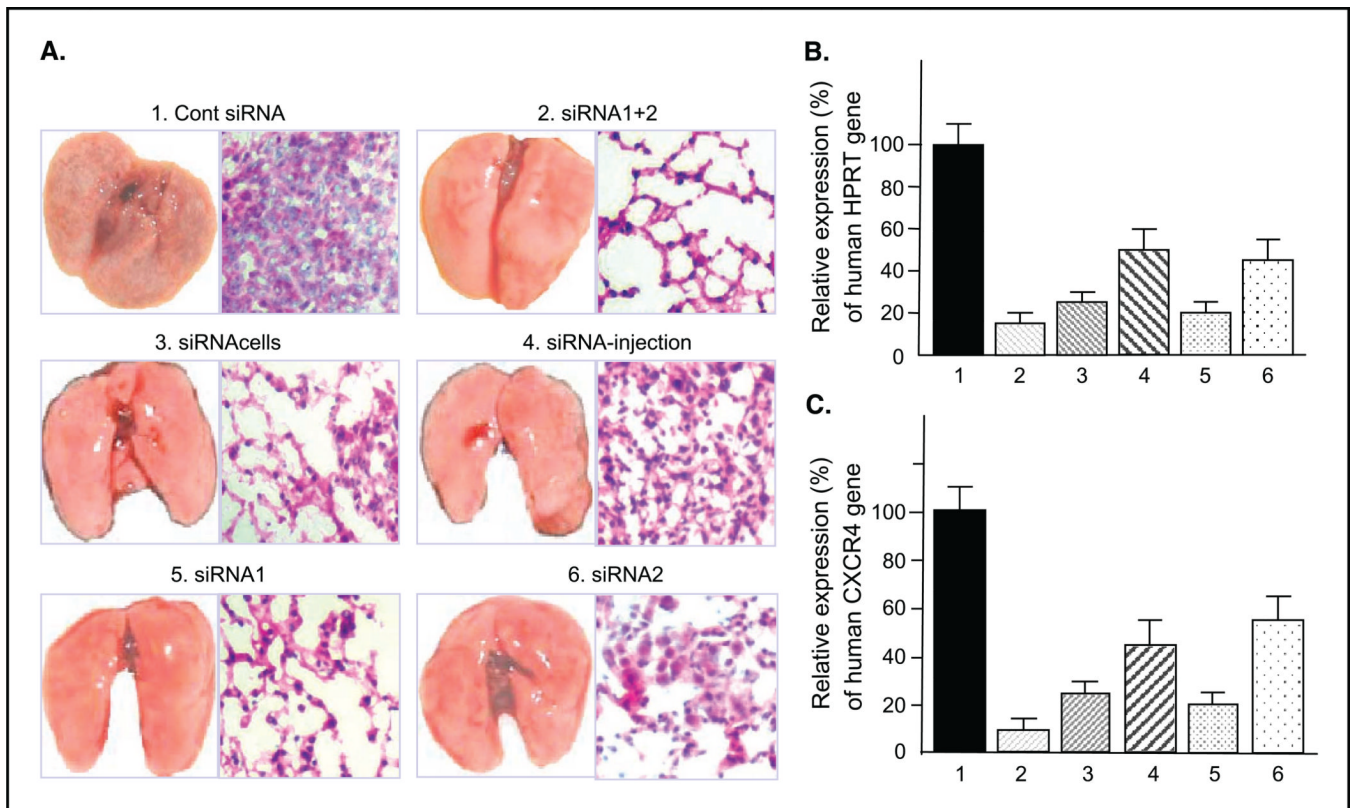 A.
1. Cont siRNA
2. siRNA1+2
3. siRNAcells
4. siRNA-injection
5. siRNA1
6. siRNA2
B.
Relative expression (%)
of human HPRT gene
100
80
60
40
20
0
1 2 3 4 5 6
C.
Relative expression (%)
of human CXCR4 gene
100
80
60
40
20
0
1 2 3 4 5 6